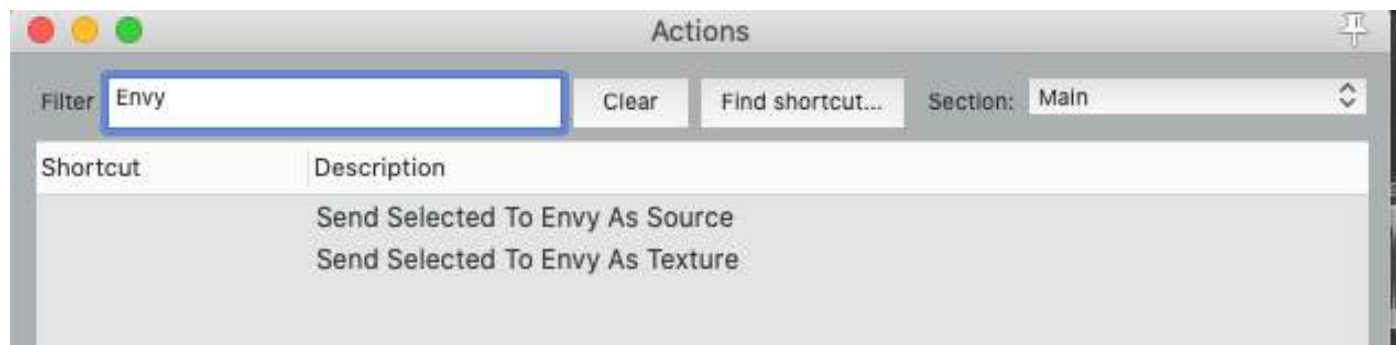 Actions
Filter Envy Clear Find shortcut... Section: Main
Shortcut Description
Send Selected To Envy As Source
Send Selected To Envy As Texture